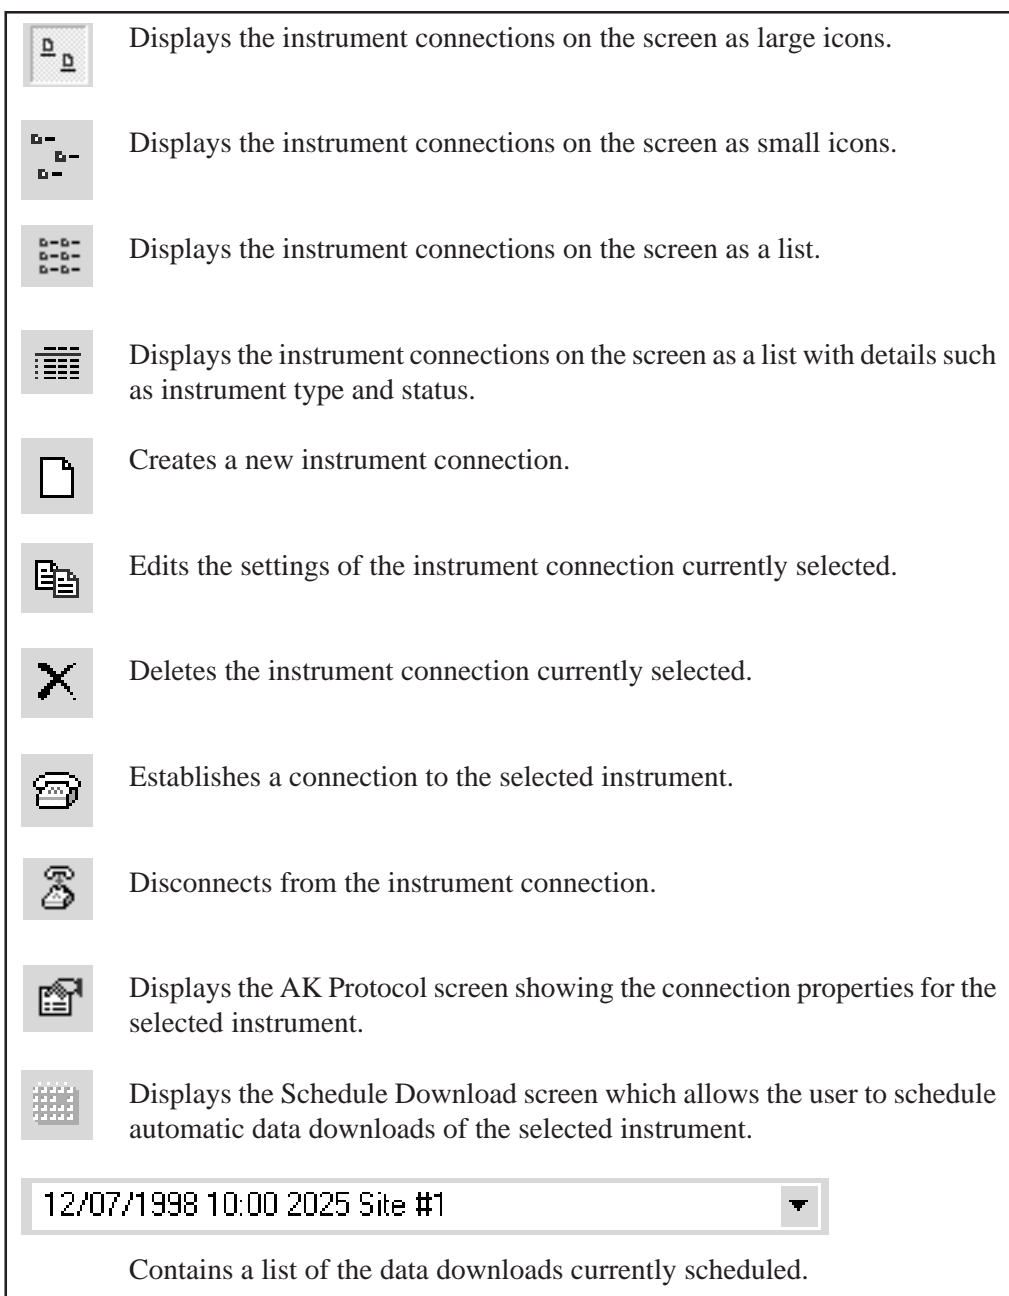 Displays the instrument connections on the screen as large icons.
Displays the instrument connections on the screen as small icons.
Displays the instrument connections on the screen as a list.
Displays the instrument connections on the screen as a list with details such
as instrument type and status.
Creates a new instrument connection.
Edits the settings of the instrument connection currently selected.
Deletes the instrument connection currently selected.
Establishes a connection to the selected instrument.
Disconnects from the instrument connection.
Displays the AK Protocol screen showing the connection properties for the
selected instrument.
Displays the Schedule Download screen which allows the user to schedule
automatic data downloads of the selected instrument.
12/07/1998 10:00 2025 Site #1
Contains a list of the data downloads currently scheduled.